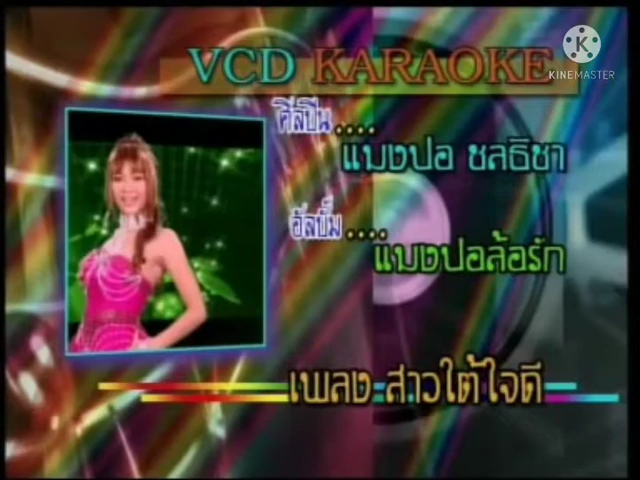 VCD KARAOKE
KINEMASTER
ศิลปิน....
แมงปอ ชลธิชา
อัลบั้ม....
แมงปอล้อรัก
เพลง สาวใต้ใจดี